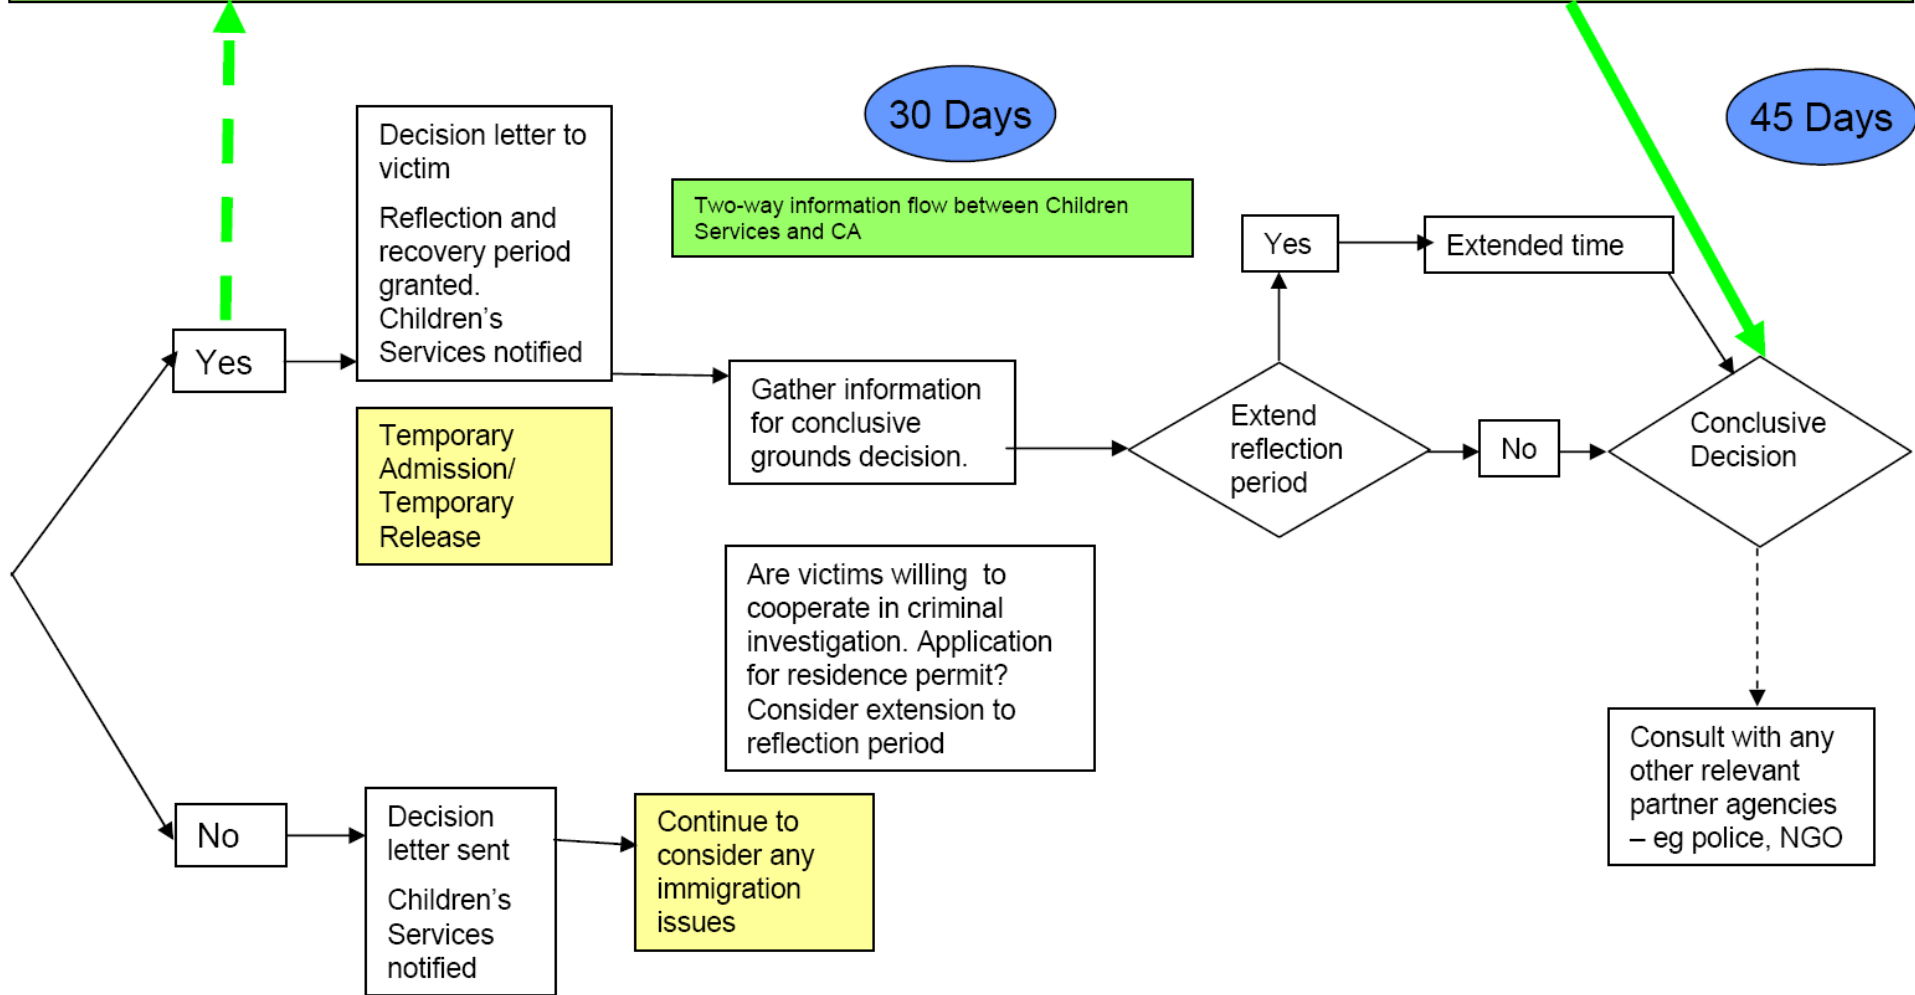 30 Days
45 Days
Decision letter to
victim
Reflection and
recovery period
granted.
Children's
Services notified
Two-way information flow between Children
Services and CA
Yes
Extended time
Yes
Gather information
for conclusive
grounds decision.
Extend
reflection
period
No
Conclusive
Decision
Temporary
Admission/
Temporary
Release
Are victims willing to
cooperate in criminal
investigation. Application
for residence permit?
Consider extension to
reflection period
Consult with any
other relevant
partner agencies
– eg police, NGO
No
Decision
letter sent
Children's
Services
notified
Continue to
consider any
immigration
issues